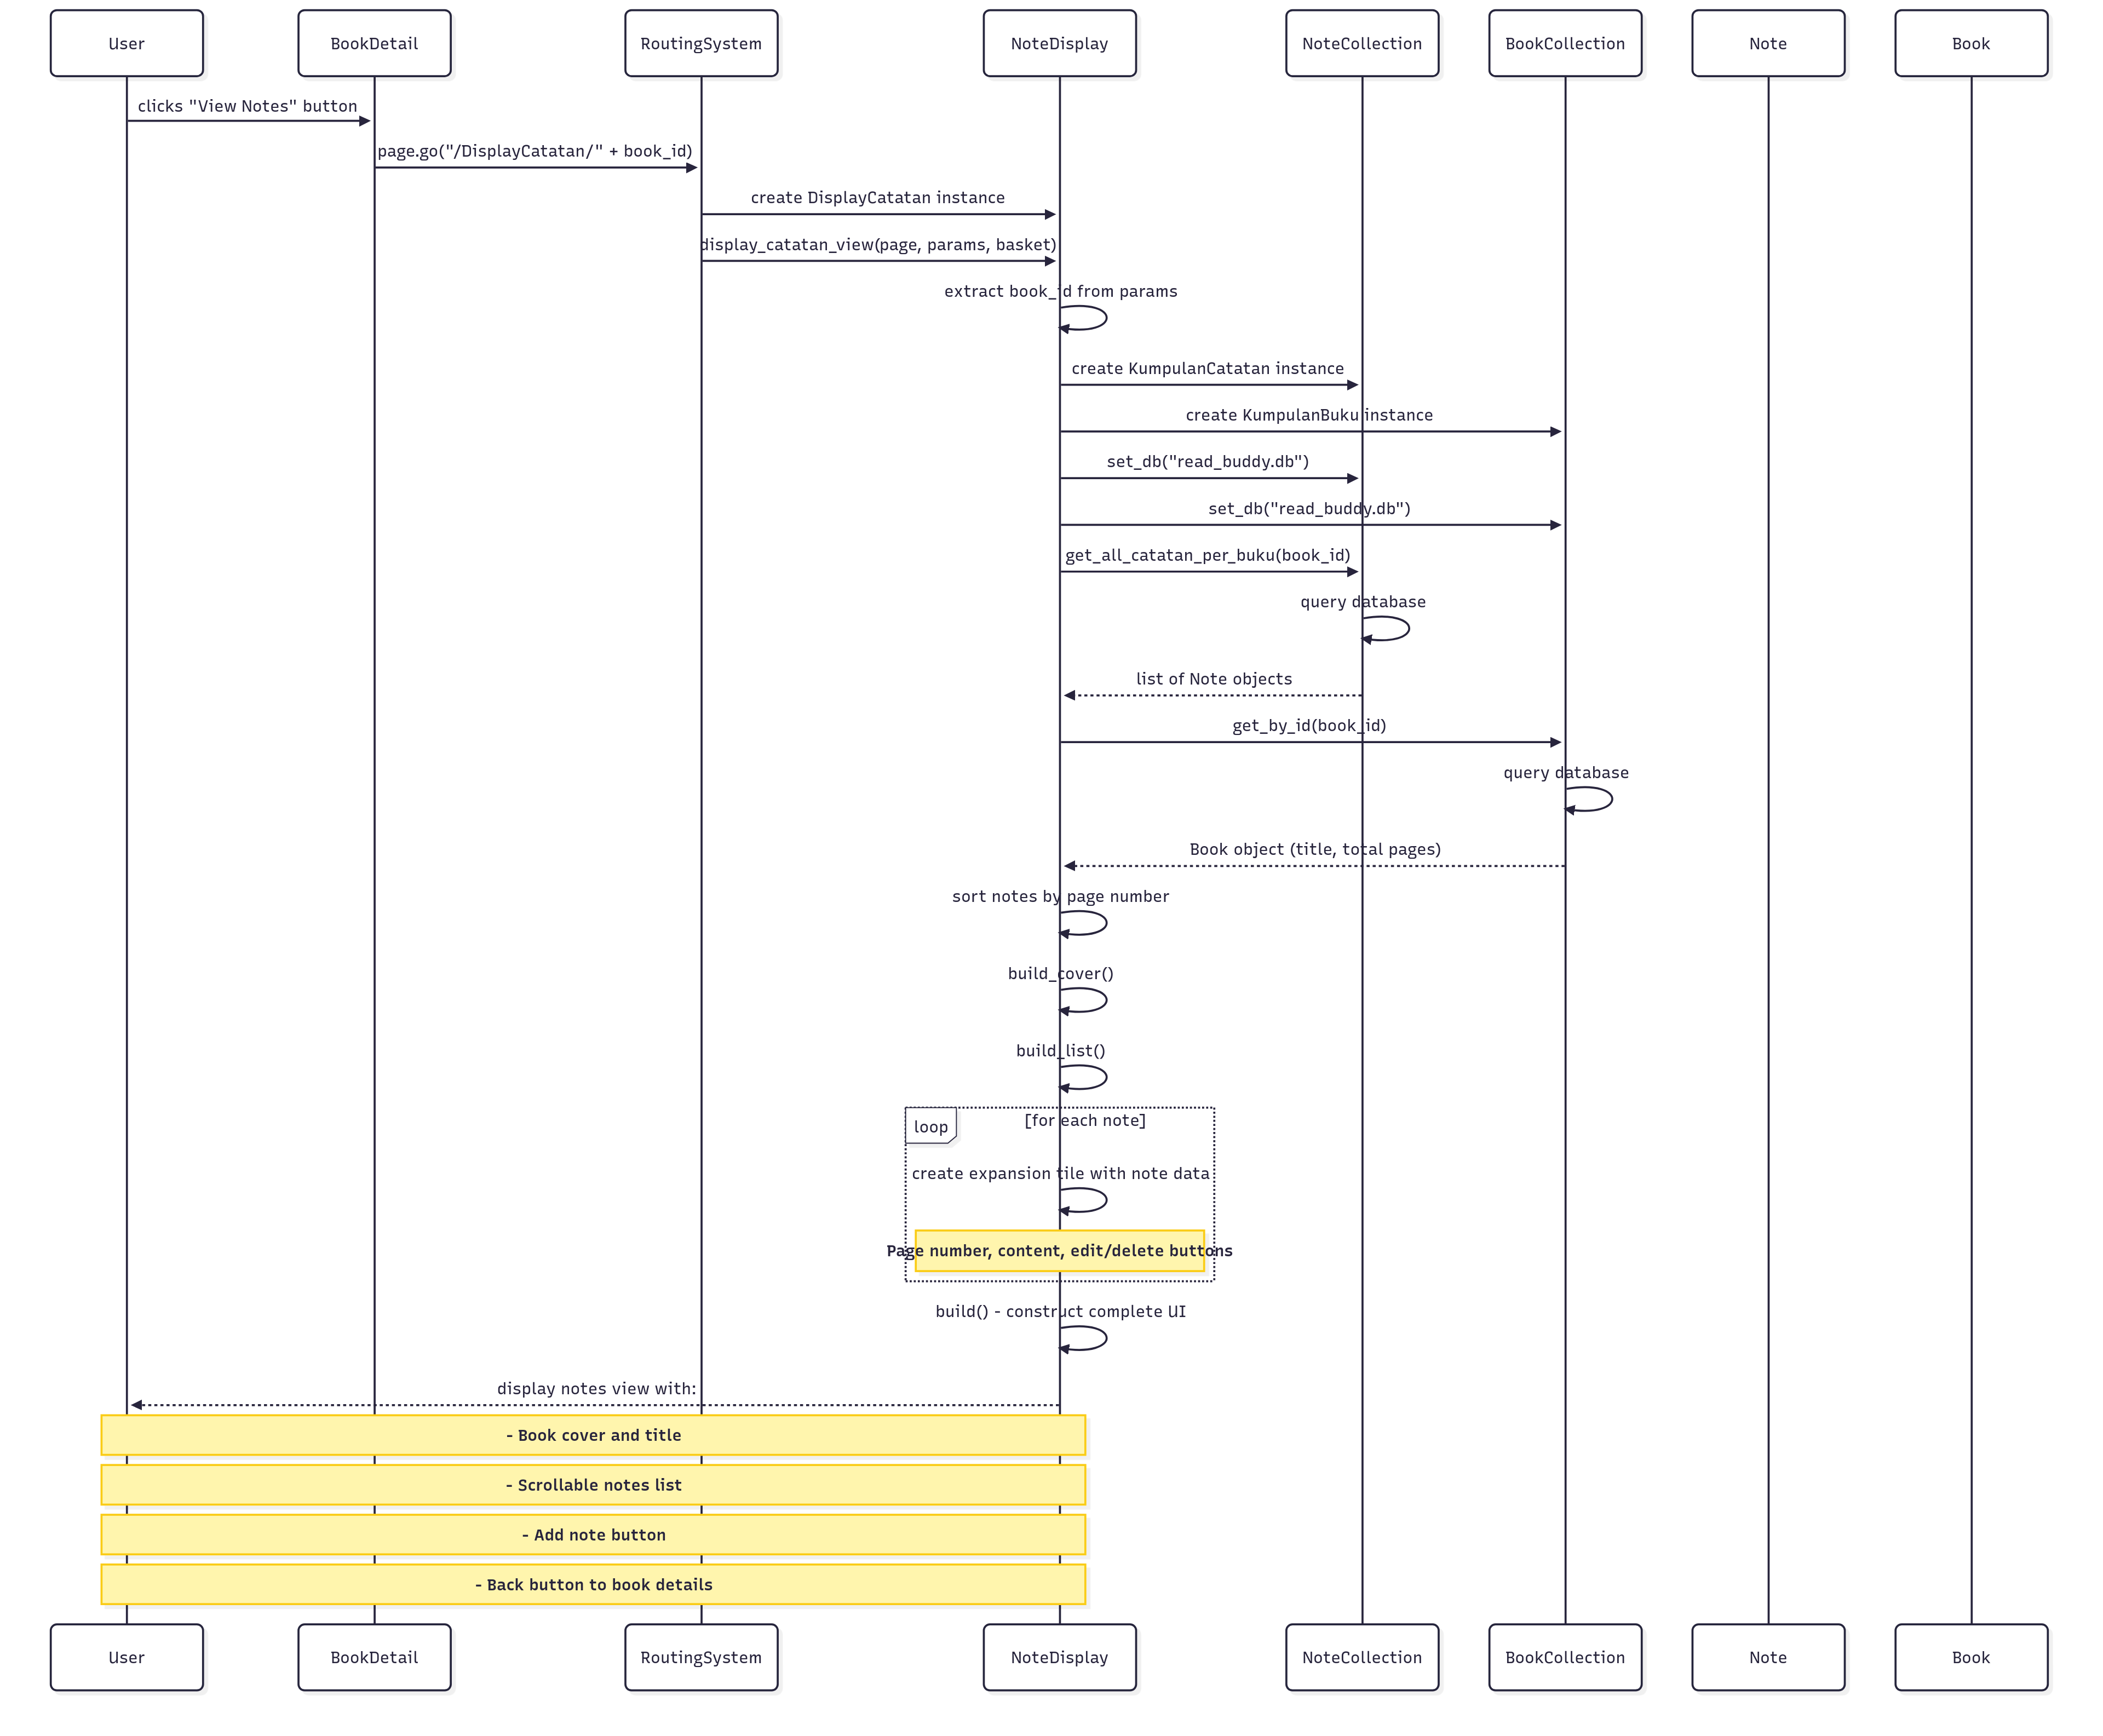 User
BookDetail
RoutingSystem
NoteDisplay
NoteCollection
BookCollection
Note
Book
clicks "View Notes" button
page.go("/DisplayCatatan/" + book_id)
create DisplayCatatan instance
display_catatan_view(page, params, basket)
extract book_id from params
create KumpulanCatatan instance
create KumpulanBuku instance
set_db("read_buddy.db")
set_db("read_buddy.db")
get_all_catatan_per_buku(book_id)
query database
list of Note objects
get_by_id(book_id)
query database
Book object (title, total pages)
sort notes by page number
build_cover()
build_list()
loop
[for each note]
create expansion tile with note data
Page number, content, edit/delete buttons
build() - construct complete UI
display notes view with:
- Book cover and title
- Scrollable notes list
- Add note button
- Back button to book details
User
BookDetail
RoutingSystem
NoteDisplay
NoteCollection
BookCollection
Note
Book